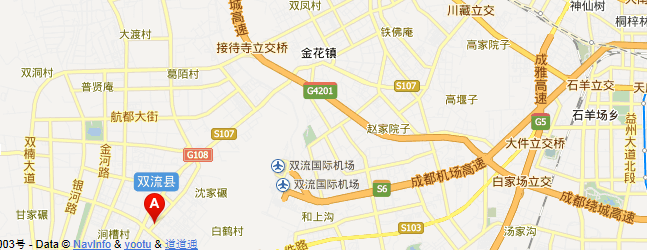 双凤村
川藏立交
神仙树
成绵高速
大渡村
铁佛庵
桐梓林
接待寺立交桥
金花镇
高家院子
双洞村
葛陌村
成雅高速
普贤庵
S107
石羊立交
G4201
高堰子
航都大街
石羊场乡
S107
赵家院子
G5
益州大道北段
双楠大道
金河路
G108
大件立交桥
双流国际机场
成都机场高速
银河路
双流县
双流国际机场
白家场立交
沈家碾
S6
A
成都绕城高速
甘家碾
和上沟
涧槽村
白鹤村
S103
汤家沟
003号 - Data © NavInfo & yootu & 道道通